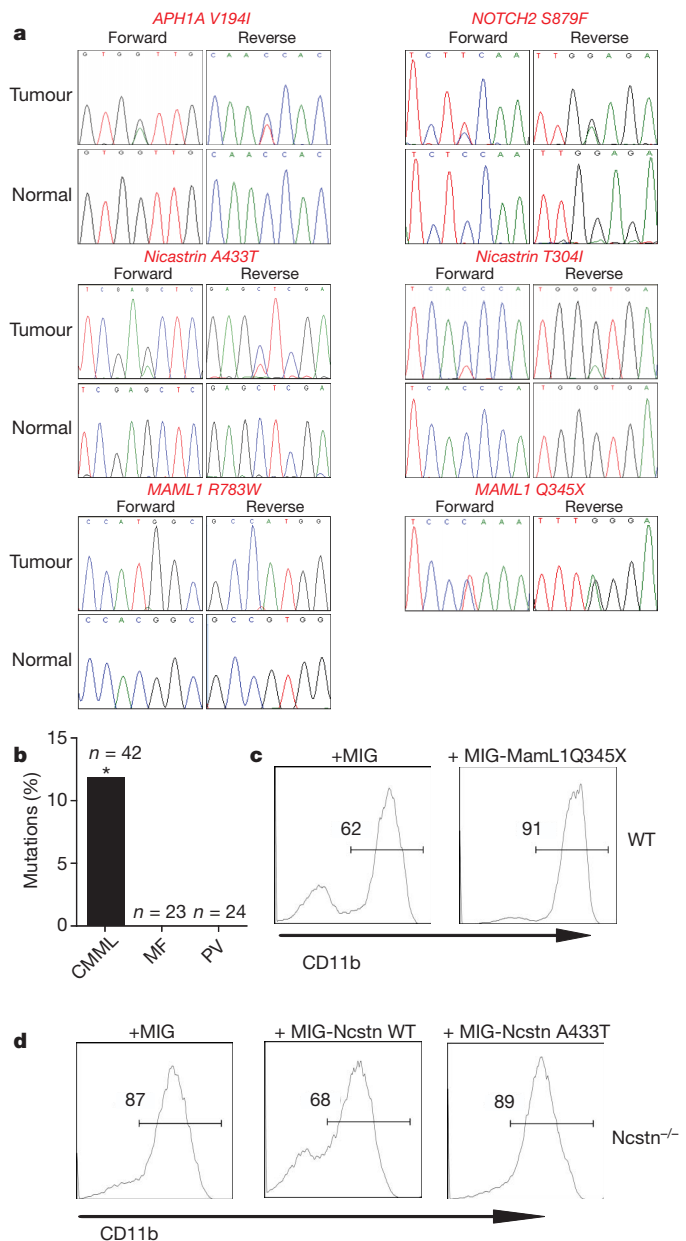 a
APH1A V194I
NOTCH2 S879F
Forward Reverse
Forward Reverse
Tumour
G T G G T T G
C A A C C A C
T C T T C A A
T T G G A G A
Normal
G T G G T T G
C A A C C A C
T C T C C A A
T T G G A G A
Nicastrin A433T
Nicastrin T304I
Forward Reverse
Forward Reverse
Tumour
T C G A G C T C
G A G C T C G A
T C A C C C A
T G G G T G A
Normal
T C G A G C T C
G A G C T C G A
T C A C C C A
T G G G T G A
MAML1 R783W
MAML1 Q345X
Forward Reverse
Forward Reverse
Tumour
C C A T G G C
G C C A T G G
T C C C A A A
T T T G G G A
Normal
C C A C G G C
G C C G T G G
b
Mutations (%)
15
10
5
0
n = 42
*
n = 23
n = 24
CMML
MF
PV
c
+MIG
+ MIG-MamL1Q345X
62
91
WT
CD11b
d
+MIG
+ MIG-Ncstn WT
+ MIG-Ncstn A433T
87
68
89
Ncstn−/−
CD11b